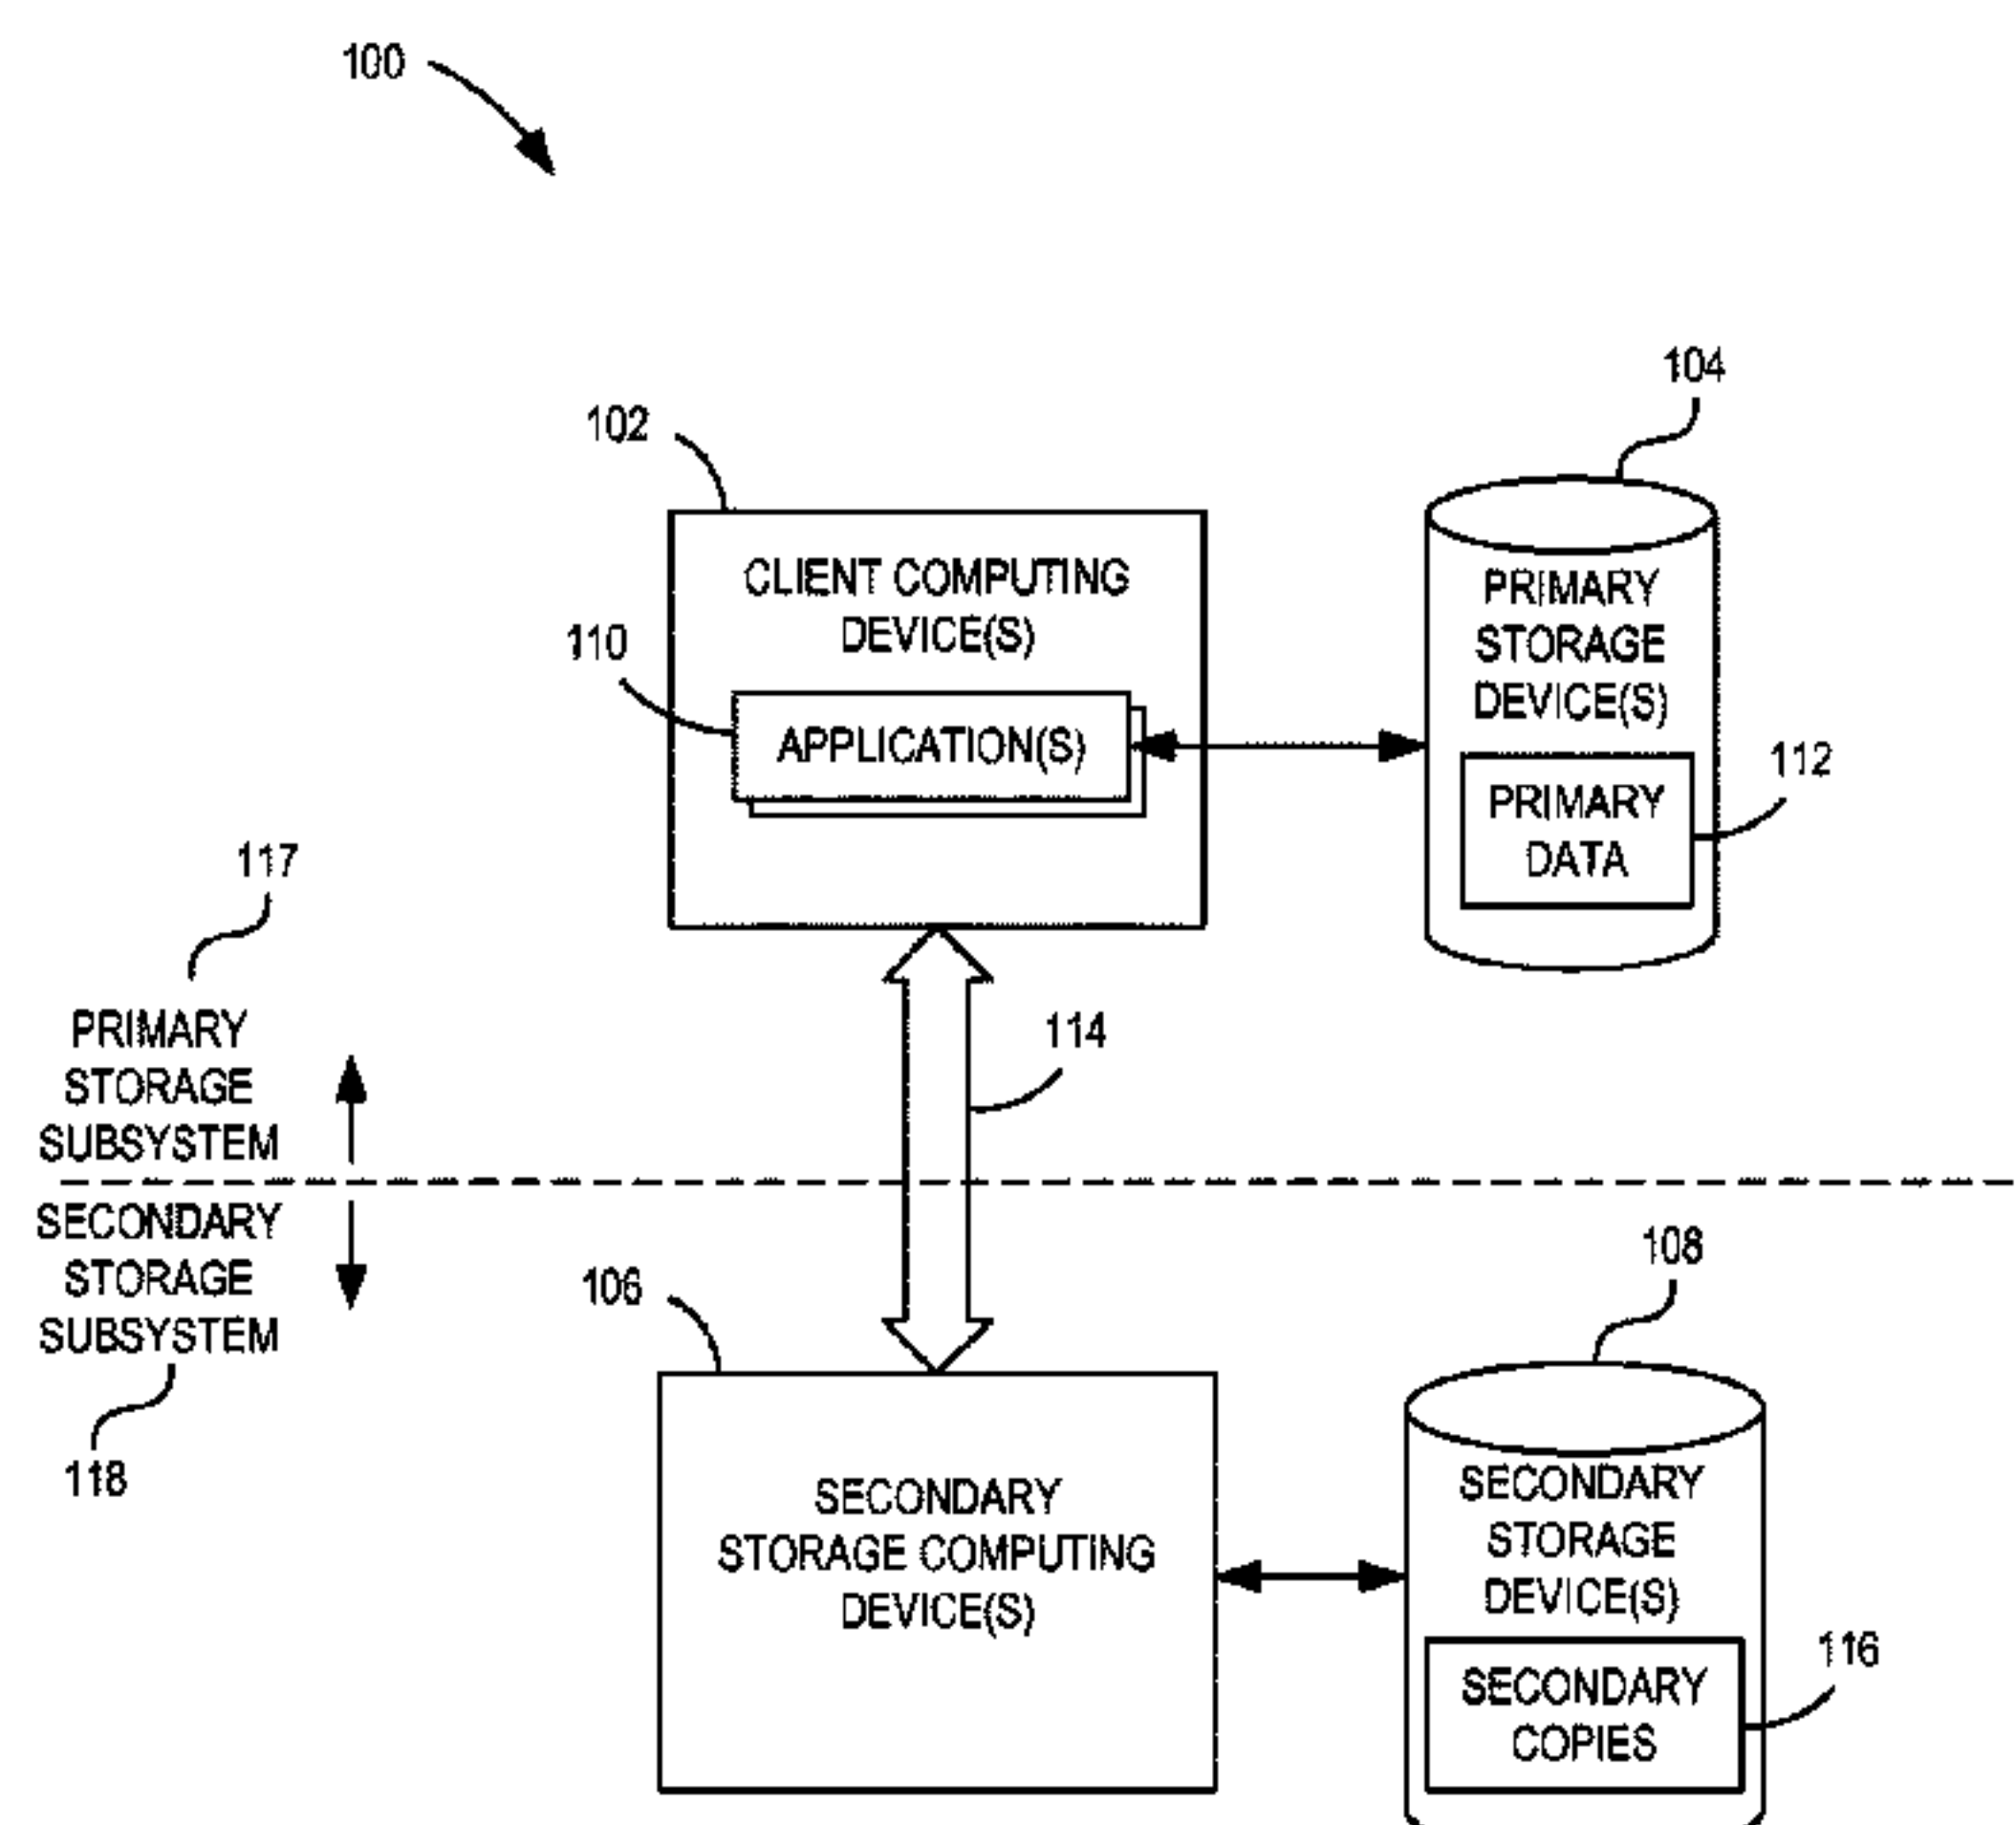 100
104
102
CLIENT COMPUTING
DEVICE(S)
110
APPLICATION(S)
PRIMARY
STORAGE
DEVICE(S)
112
PRIMARY
DATA
117
PRIMARY
STORAGE
SUBSYSTEM
114
SECONDARY
STORAGE
SUBSYSTEM
118
106
108
SECONDARY
STORAGE COMPUTING
DEVICE(S)
SECONDARY
STORAGE
DEVICE(S)
116
SECONDARY
COPIES